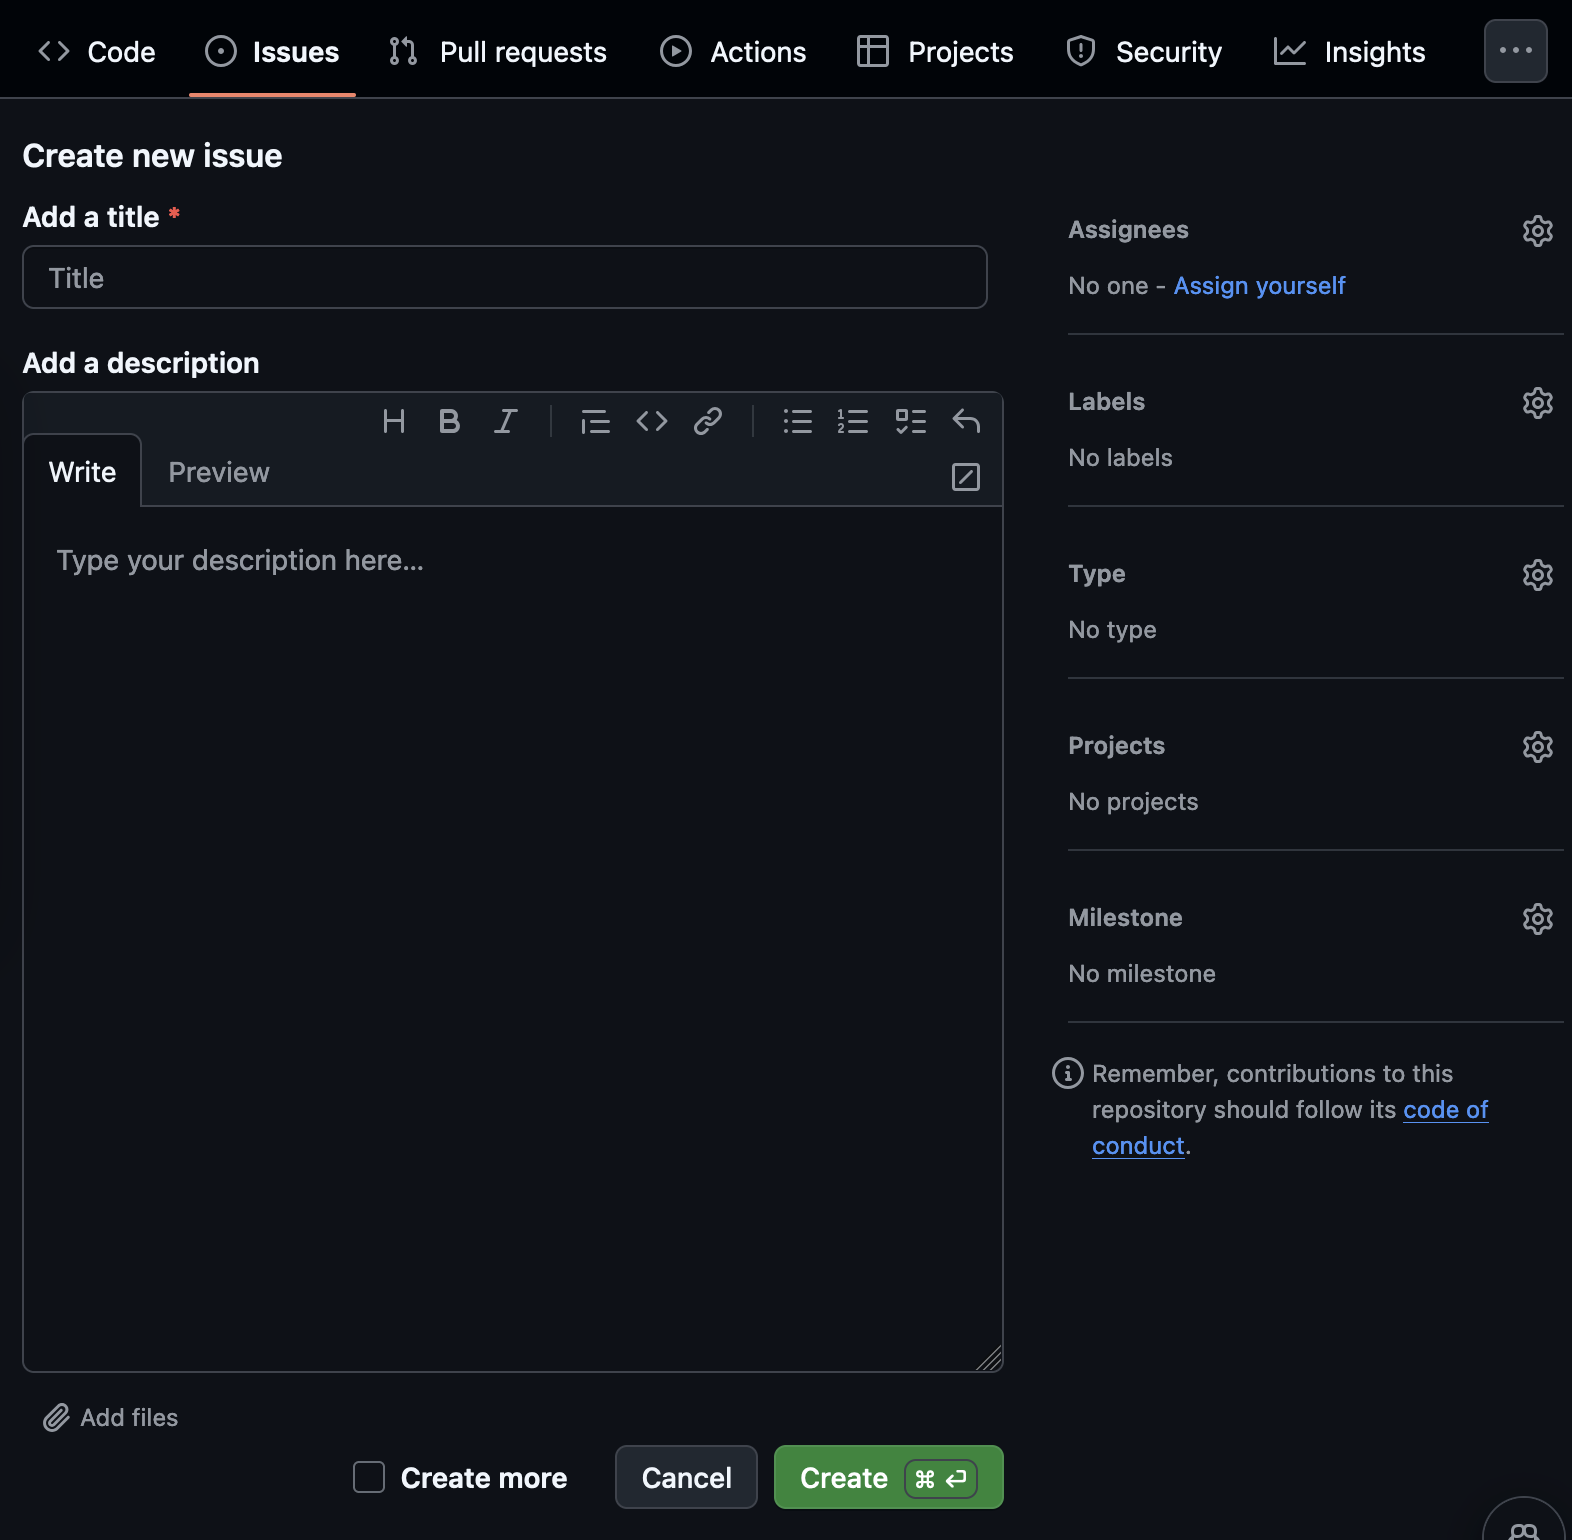 Code Issues Pull requests Actions Projects Security Insights
Create new issue
Add a title *
Title
Add a description
Write Preview
Type your description here...
Add files
Create more Cancel Create ⌘ ↵
Assignees
No one - Assign yourself
Labels
No labels
Type
No type
Projects
No projects
Milestone
No milestone
Remember, contributions to this
repository should follow its code of
conduct.